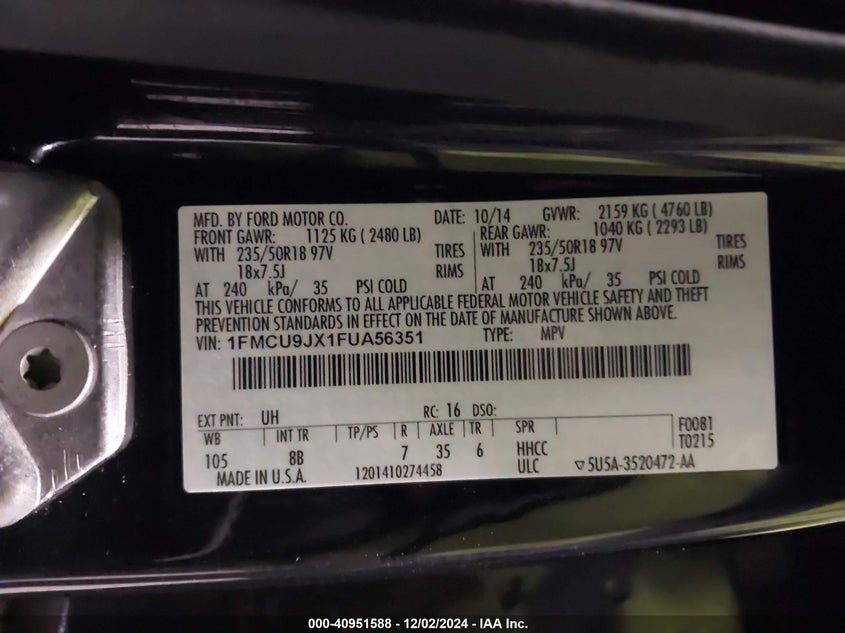 MFD. BY FORD MOTOR CO. DATE: 10/14 GVWR: 2159 KG ( 4760 LB)
FRONT GAWR: 1125 KG ( 2480 LB) REAR GAWR: 1040 KG ( 2293 LB)
WITH 235/50R18 97V TIRES WITH 235/50R18 97V TIRES
18x7.5J RIMS 18x7.5J RIMS
AT 240 kPa/ 35 PSI COLD AT 240 kPa/ 35 PSI COLD
THIS VEHICLE CONFORMS TO ALL APPLICABLE FEDERAL MOTOR VEHICLE SAFETY AND THEFT
PREVENTION STANDARDS IN EFFECT ON THE DATE OF MANUFACTURE SHOWN ABOVE.
VIN: 1FMCU9JX1FUA56351 TYPE: MPV
EXT PNT: UH RC: 16 DSO:
WB INT TR TP/PS R AXLE TR SPR F0081
105 8B 7 35 6 HHCC T0215
MADE IN U.S.A. 1201410274458 ULC ▽5U5A-3520472-AA
000-40951588 - 12/02/2024 - IAA Inc.